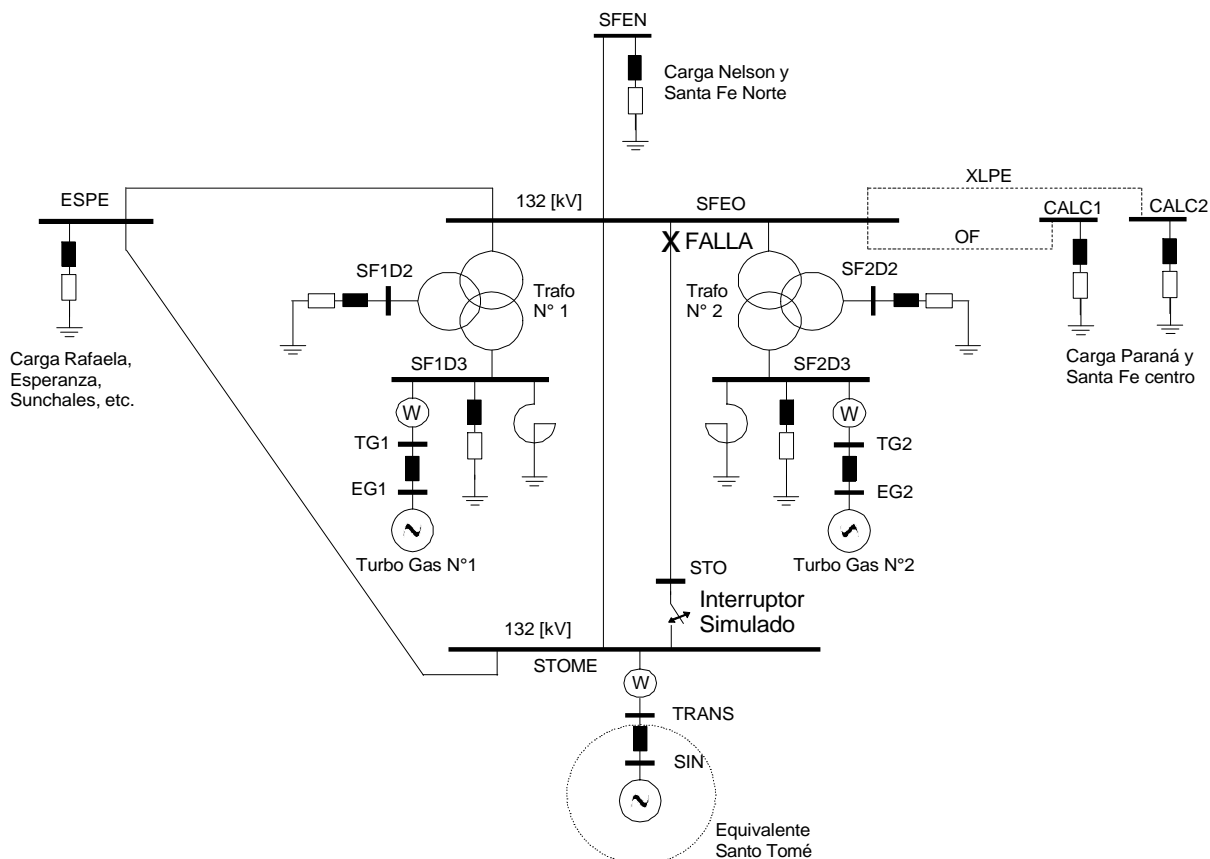 SFEN
Carga Nelson y
Santa Fe Norte
XLPE
ESPE
132 [kV]
SFEO
CALC1
CALC2
OF
X FALLA
SF1D2
Trafo
N° 1
Trafo
N° 2
SF2D2
Carga Rafaela,
Esperanza,
Sunchales, etc.
Carga Paraná y
Santa Fe centro
SF1D3
SF2D3
W
W
TG1
TG2
EG1
EG2
Turbo Gas N°1
Turbo Gas N°2
STO
Interruptor
Simulado
132 [kV]
STOME
W
TRANS
SIN
Equivalente
Santo Tomé